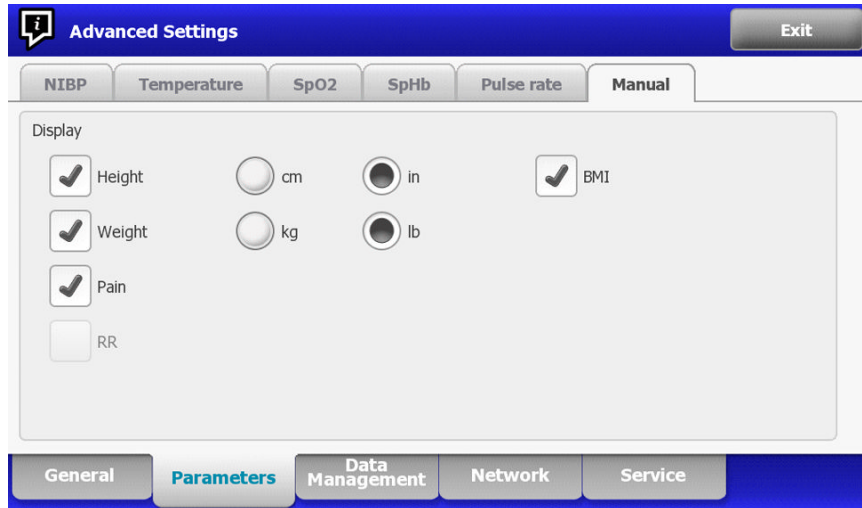 Advanced Settings Exit
NIBP Temperature SpO2 SpHb Pulse rate Manual
Display
Height cm in BMI
Weight kg lb
Pain
RR
General Parameters Data Management Network Service